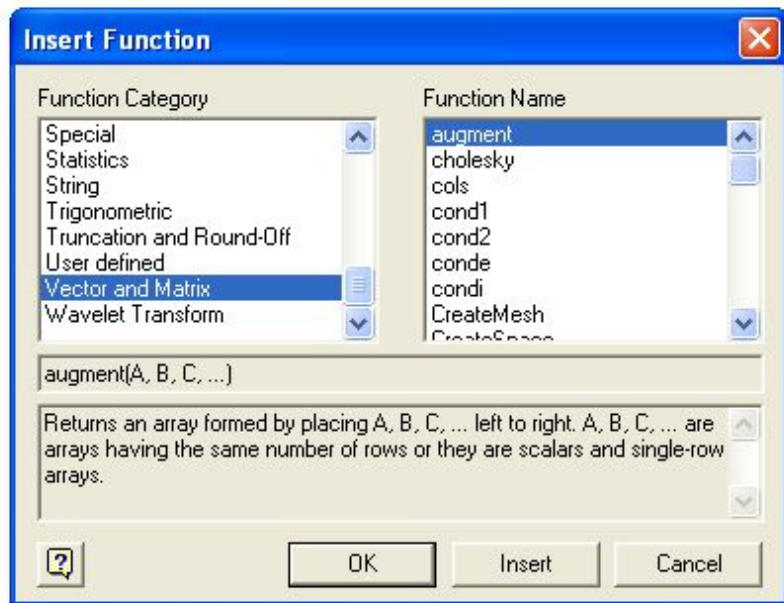 Insert Function
Function Category
Function Name
Special
Statistics
String
Trigonometric
Truncation and Round-Off
User defined
Vector and Matrix
Wavelet Transform
augment
cholesky
cols
cond1
cond2
conde
condi
CreateMesh
CreateSpace
augment(A, B, C, ...)
Returns an array formed by placing A, B, C, ... left to right. A, B, C, ... are
arrays having the same number of rows or they are scalars and single-row
arrays.
?
OK
Insert
Cancel